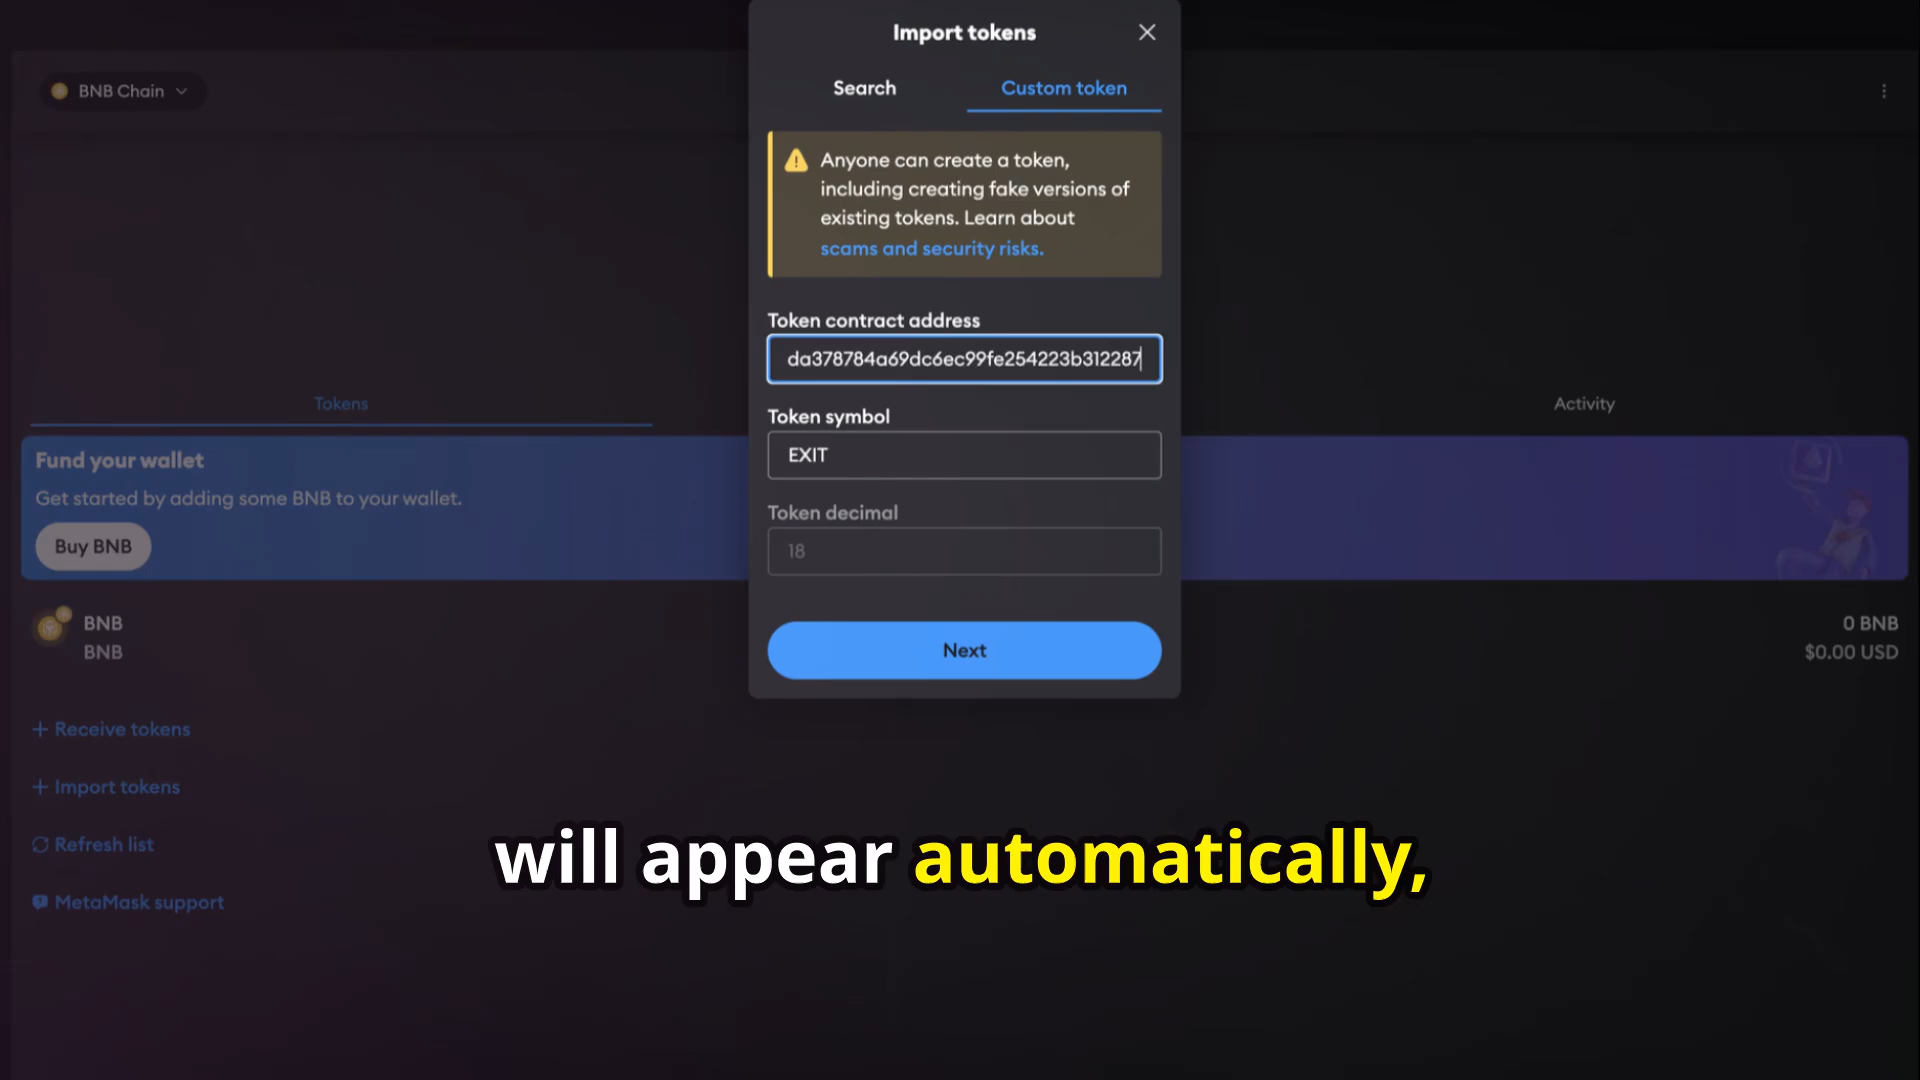 Import tokens
BNB Chain
Search
Custom token
Anyone can create a token,
including creating fake versions of
existing tokens. Learn about
scams and security risks.
Token contract address
da378784a69dc6ec99fe254223b312287
Tokens
Activity
Token symbol
EXIT
Fund your wallet
Get started by adding some BNB to your wallet.
Buy BNB
Token decimal
18
BNB
BNB
0 BNB
$0.00 USD
Next
+ Receive tokens
+ Import tokens
Refresh list
MetaMask support
will appear automatically,